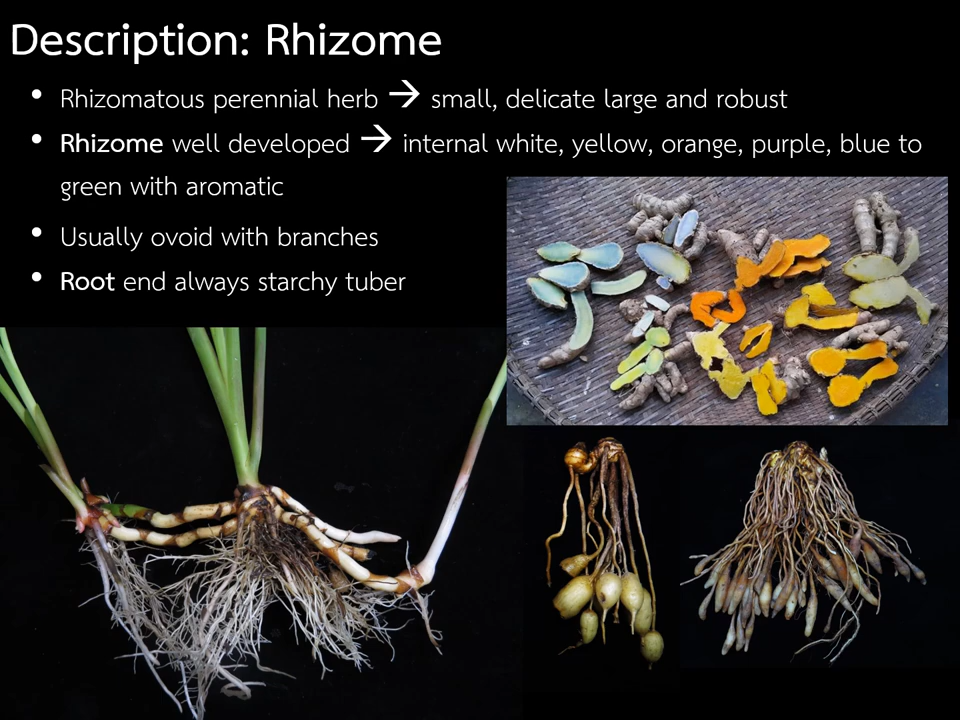 Description: Rhizome
• Rhizomatous perennial herb → small, delicate large and robust
• Rhizome well developed → internal white, yellow, orange, purple, blue to
green with aromatic
• Usually ovoid with branches
• Root end always starchy tuber